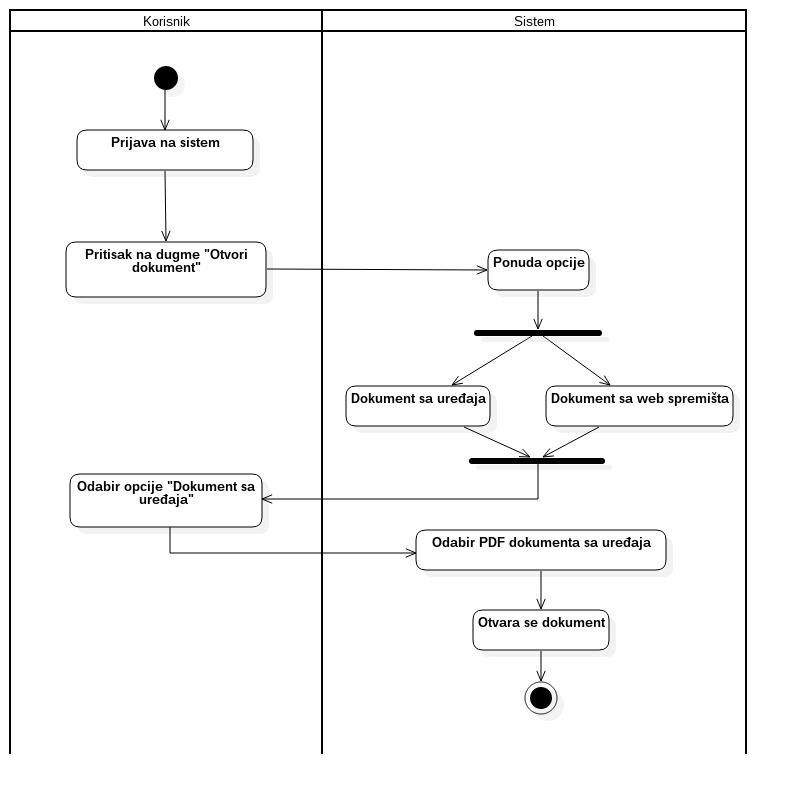 Korisnik
Sistem
Prijava na sistem
Pritisak na dugme "Otvori
dokument"
Ponuda opcije
Dokument sa uređaja
Dokument sa web spremišta
Odabir opcije "Dokument sa
uređaja"
Odabir PDF dokumenta sa uređaja
Otvara se dokument